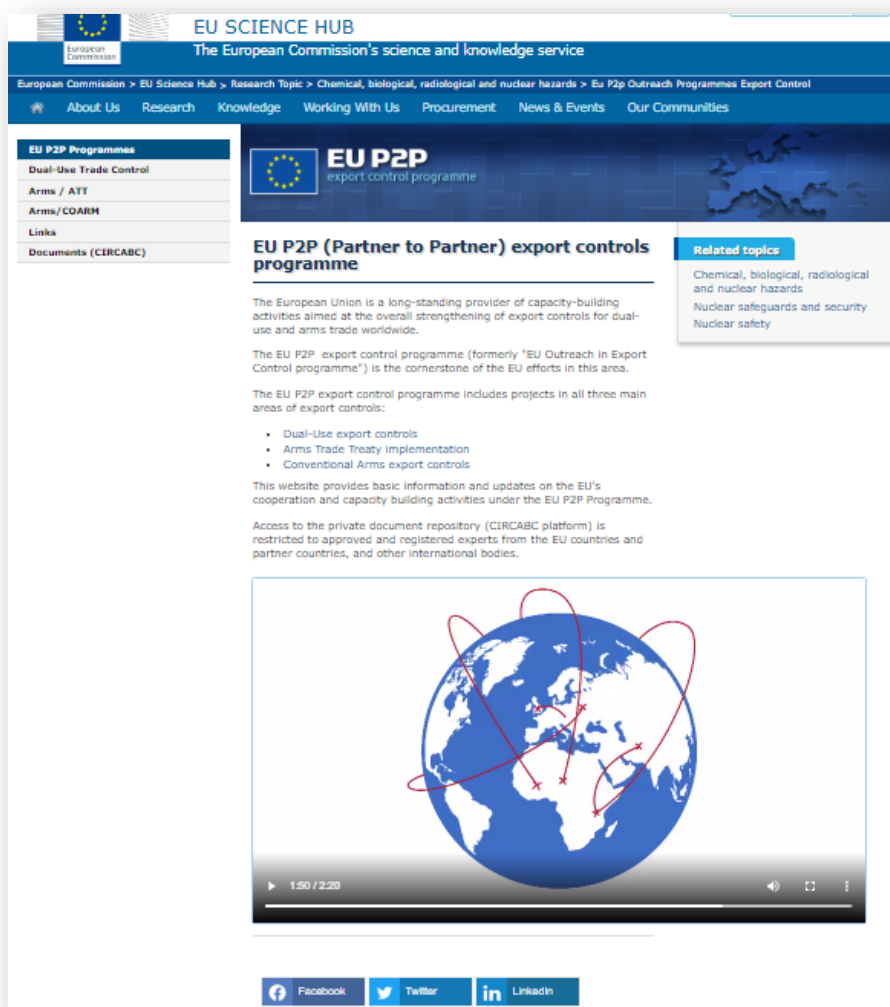 EU SCIENCE HUB
European
Commission
The European Commission's science and knowledge service
European Commission > EU Science Hub > Research Topic > Chemical, biological, radiological and nuclear hazards > Eu P2p Outreach Programmes Export Control
About Us Research Knowledge Working With Us Procurement News & Events Our Communities
EU P2P Programmes
Dual-Use Trade Control
Arms / ATT
Arms/COARM
Links
Documents (CIRCABC)
EU P2P
export control programme
EU P2P (Partner to Partner) export controls
programme
The European Union is a long-standing provider of capacity-building
activities aimed at the overall strengthening of export controls for dual-
use and arms trade worldwide.
The EU P2P export control programme (formerly "EU Outreach in Export
Control programme") is the cornerstone of the EU efforts in this area.
The EU P2P export control programme includes projects in all three main
areas of export controls:
• Dual-Use export controls
• Arms Trade Treaty implementation
• Conventional Arms export controls
This website provides basic information and updates on the EU's
cooperation and capacity building activities under the EU P2P Programme.
Access to the private document repository (CIRCABC platform) is
restricted to approved and registered experts from the EU countries and
partner countries, and other international bodies.
Related topics
Chemical, biological, radiological
and nuclear hazards
Nuclear safeguards and security
Nuclear safety
1:50 / 2:20
Facebook Twitter LinkedIn